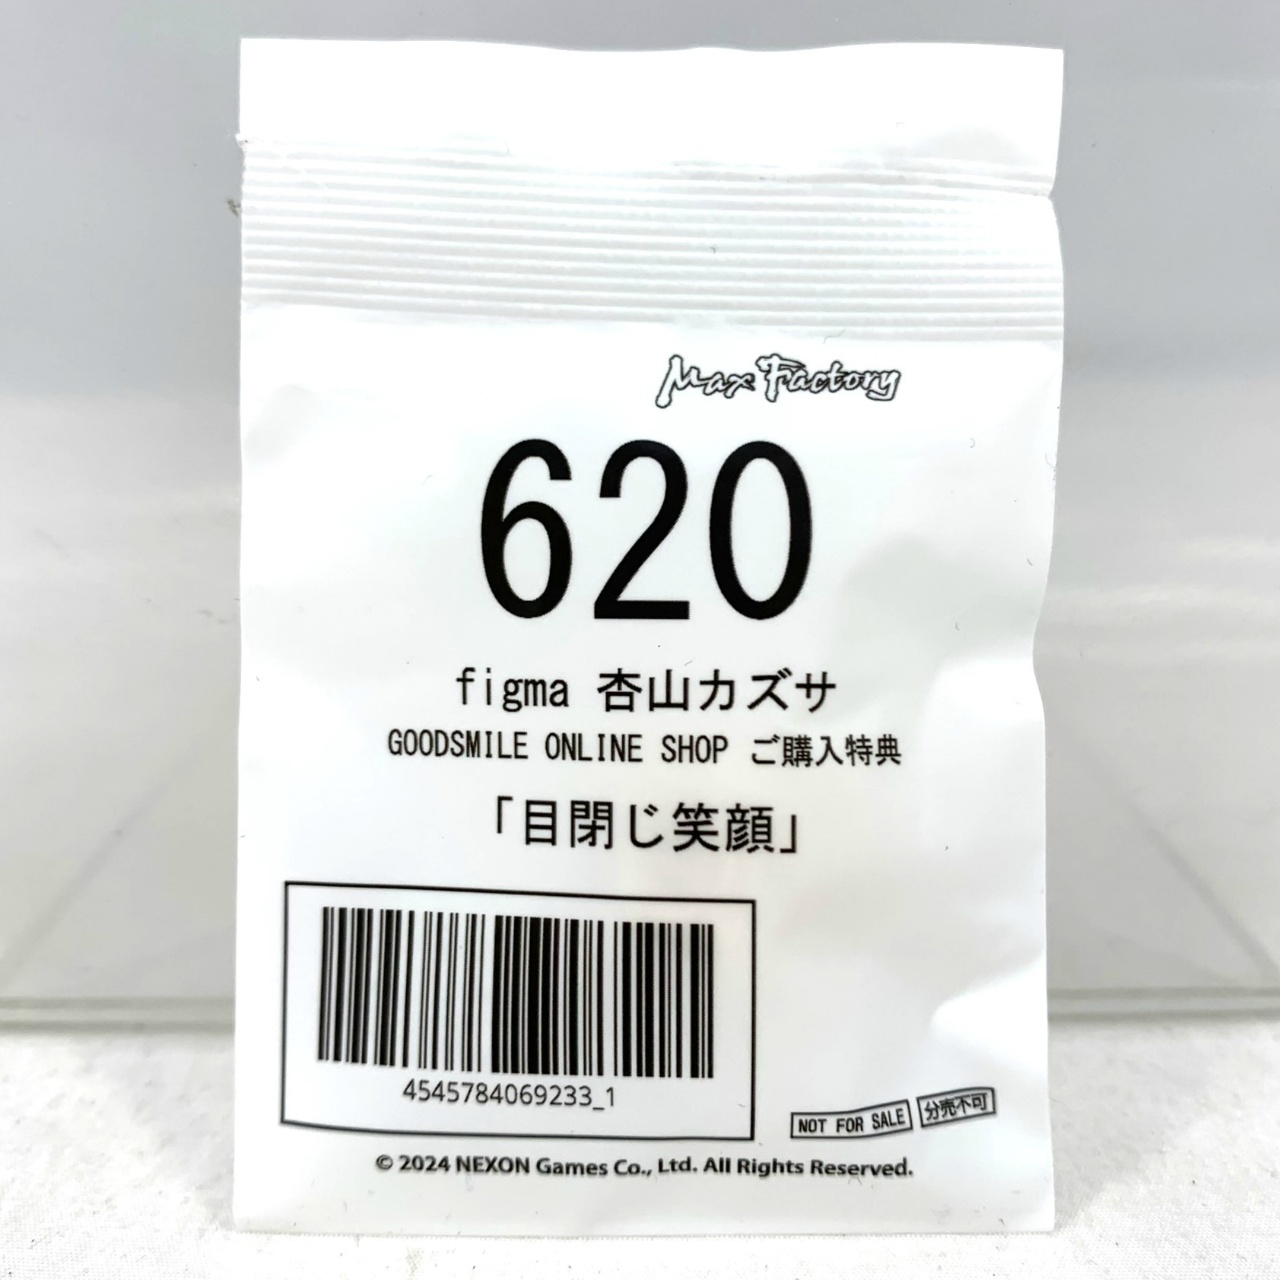 Max Factory
620
figma 杏山カズサ
GOODSMILE ONLINE SHOP ご購入特典
「目閉じ笑顔」
4545784069233_1
NOT FOR SALE 分売不可
© 2024 NEXON Games Co., Ltd. All Rights Reserved.